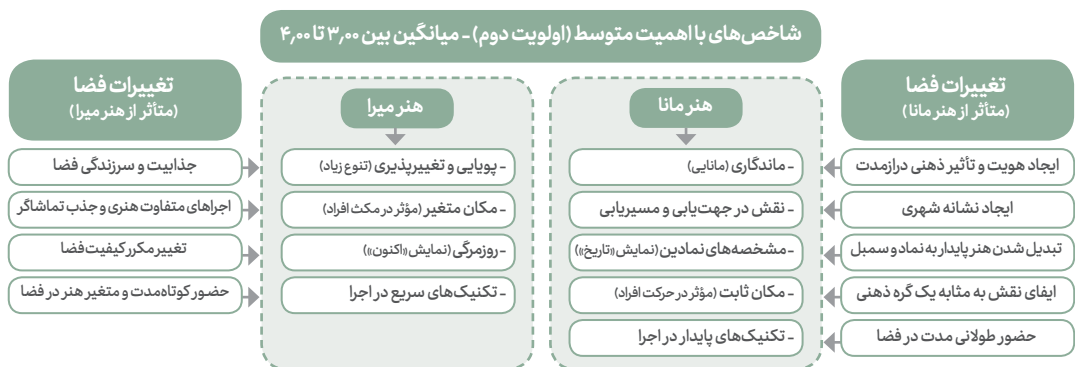 شاخص‌های با اهمیت متوسط (اولویت دوم) - میانگین بین ۳٫۰۰ تا ۴٫۰۰
تغییرات فضا
(متأثر از هنر مانا)
ایجاد هویت و تأثیر ذهنی درازمدت
ایجاد نشانه شهری
تبدیل شدن هنر پایدار به نماد و سمبل
ایفای نقش به مثابه یک گره ذهنی
حضور طولانی مدت در فضا
هنر مانا
- ماندگاری (مانایی)
- نقش در جهت‌یابی و مسیریابی
- مشخصه‌های نمادین (نمایش «تاریخ»)
- مکان ثابت (مؤثر در حرکت افراد)
- تکنیک‌های پایدار در اجرا
هنر میرا
- پویایی و تغییرپذیری (تنوع زیاد)
- مکان متغیر (مؤثر در مکث افراد)
- روزمرگی (نمایش «اکنون»)
- تکنیک‌های سریع در اجرا
تغییرات فضا
(متأثر از هنر میرا)
جذابیت و سرزندگی فضا
اجراهای متفاوت هنری و جذب تماشاگر
تغییر مکرر کیفیت فضا
حضور کوتاه‌مدت و متغیر هنر در فضا